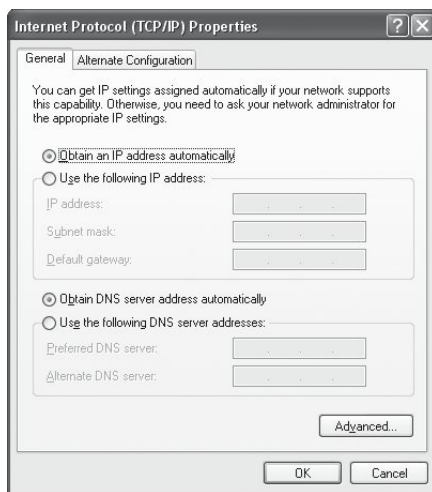 Internet Protocol (TCP/IP) Properties
General
Alternate Configuration
You can get IP settings assigned automatically if your network supports
this capability. Otherwise, you need to ask your network administrator for
the appropriate IP settings.
Obtain an IP address automatically
Use the following IP address:
IP address:
Subnet mask:
Default gateway:
Obtain DNS server address automatically
Use the following DNS server addresses:
Preferred DNS server:
Alternate DNS server:
Advanced...
OK
Cancel